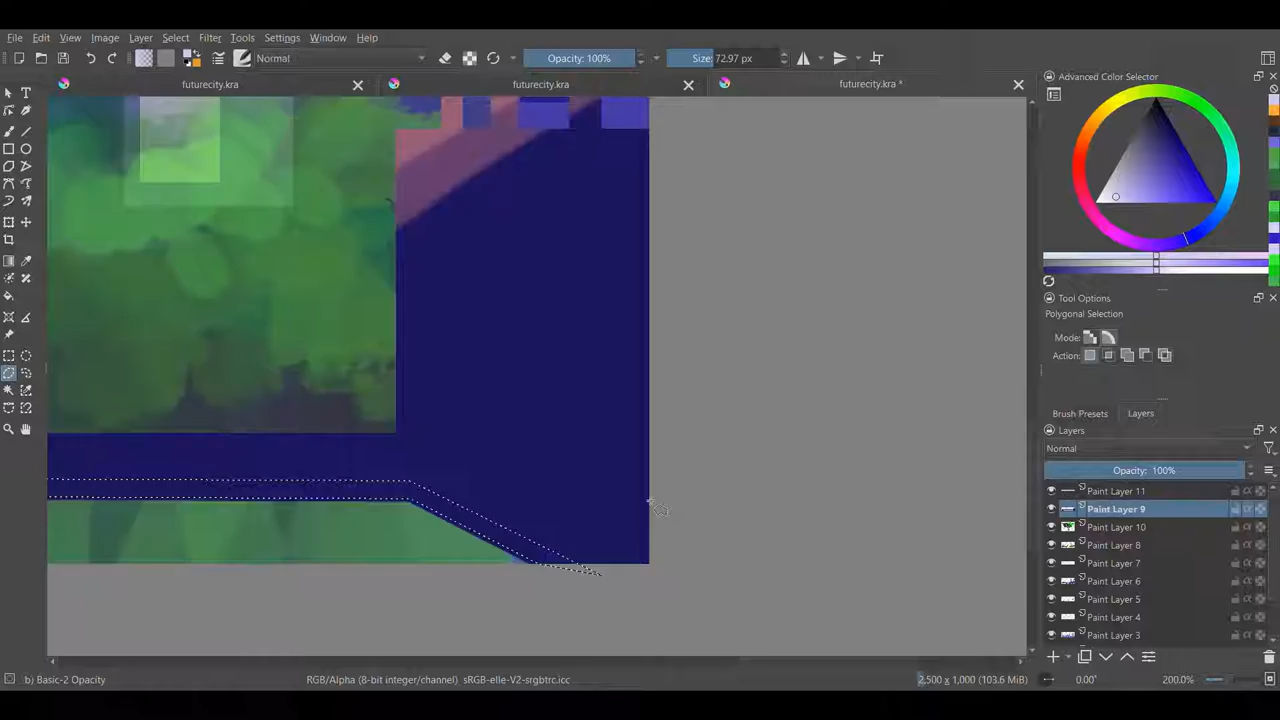 File Edit View Image Layer Select Filter Tools Settings Window Help
Normal Opacity: 100% Size: 72.97 px
futurecity.kra futurecity.kra futurecity.kra *
Advanced Color Selector
Tool Options
Polygonal Selection
Mode:
Action:
Brush Presets Layers
Layers
Normal
Opacity: 100%
Paint Layer 11
Paint Layer 9
Paint Layer 10
Paint Layer 8
Paint Layer 7
Paint Layer 6
Paint Layer 5
Paint Layer 4
Paint Layer 3
b) Basic-2 Opacity RGB/Alpha (8-bit integer/channel) sRGB-elle-V2-srgbtrc.icc 2,500 x 1,000 (103.6 MiB) 0.00° 200.0%